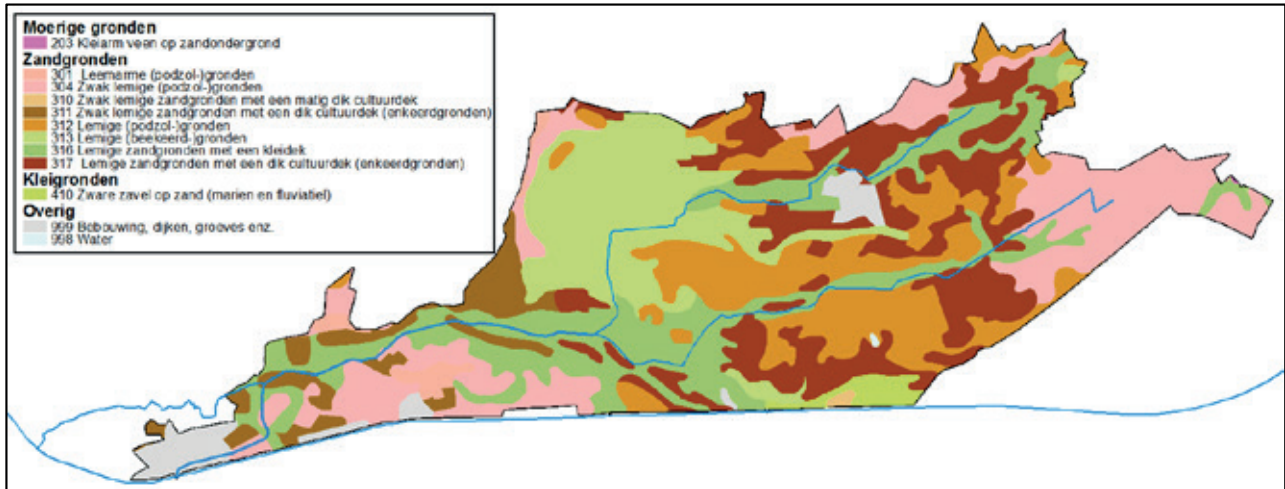 Moerige gronden
203 Kleiarm veen op zandondergrond
Zandgronden
301 Leemarme (podzol-)gronden
304 Zwak lemige (podzol-)gronden
310 Zwak lemige zandgronden met een matig dik cultuurdek
311 Zwak lemige zandgronden met een dik cultuurdek (enkeerdgronden)
312 Lemige (podzol-)gronden
313 Lemige (beekeerd-)gronden
316 Lemige zandgronden met een kleidek
317 Lemige zandgronden met een dik cultuurdek (enkeerdgronden)
Kleigronden
410 Zware zavel op zand (marien en fluviatiel)
Overig
999 Bebouwing, dijken, groeves enz.
998 Water